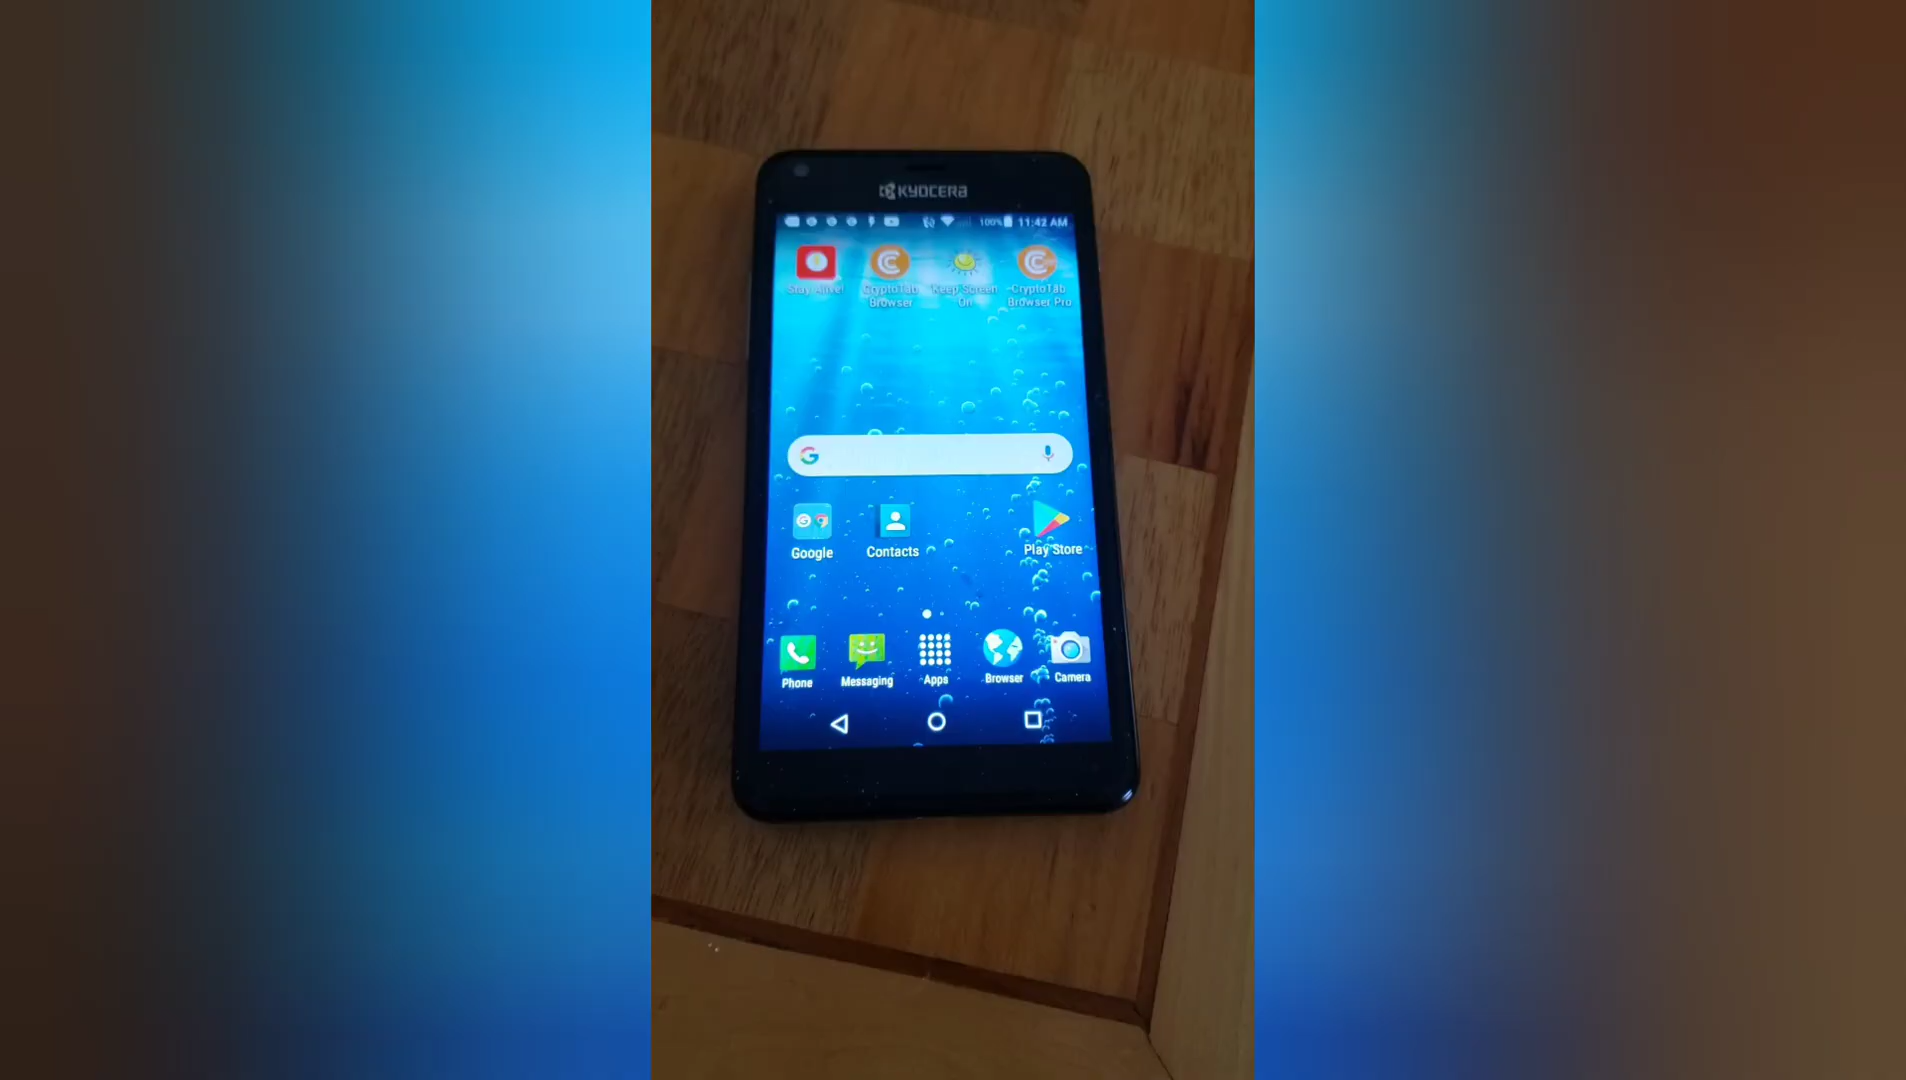 KYOCERA
100% 11:42 AM
Stay Alive!
CryptoTab Browser
Keep Screen On
CryptoTab Browser Pro
Google
Contacts
Play Store
Phone
Messaging
Apps
Browser
Camera